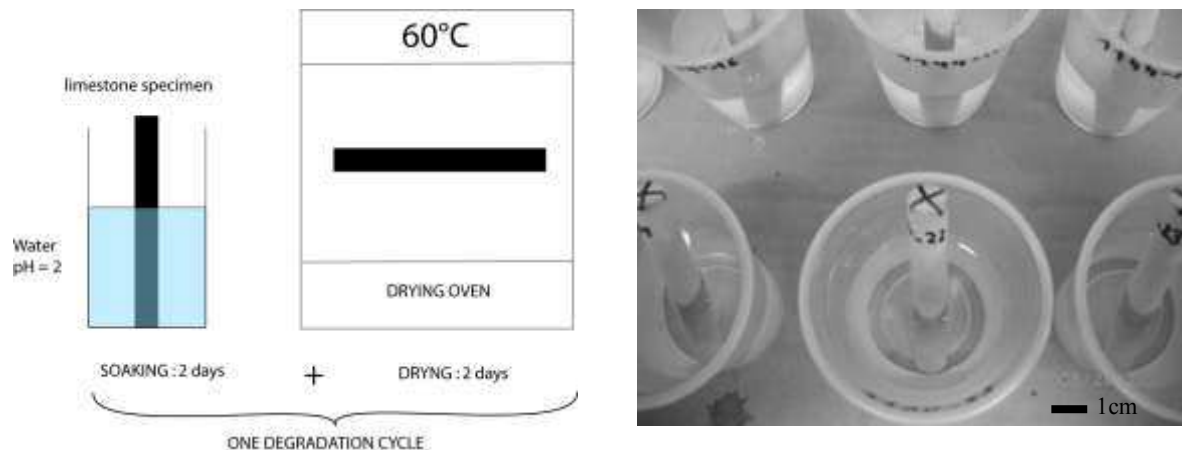 60°C
limestone specimen
Water
pH = 2
DRYING OVEN
SOAKING : 2 days + DRYNG : 2 days
ONE DEGRADATION CYCLE
X
1cm